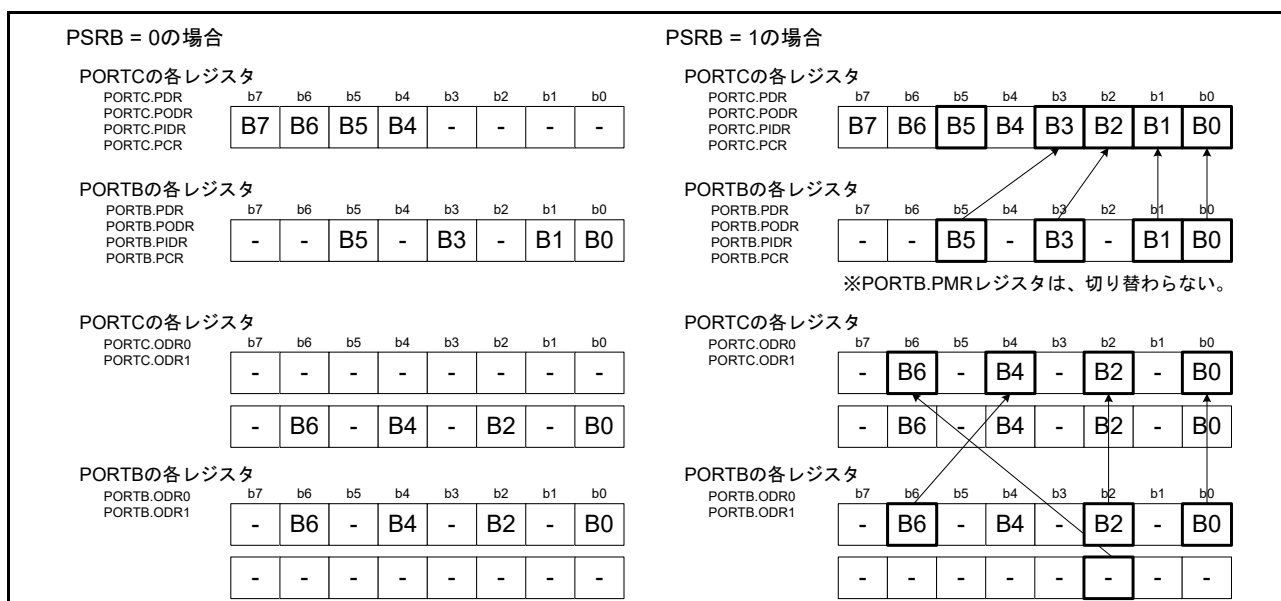 PSRB = 0の場合
PORTCの各レジスタ
PORTC.PDR
PORTC.PODR
PORTC.PIDR
PORTC.PCR
b7 b6 b5 b4 b3 b2 b1 b0
B7 B6 B5 B4 - - - -
PORTBの各レジスタ
PORTB.PDR
PORTB.PODR
PORTB.PIDR
PORTB.PCR
b7 b6 b5 b4 b3 b2 b1 b0
- - B5 - B3 - B1 B0
PORTCの各レジスタ
PORTC.ODR0
PORTC.ODR1
b7 b6 b5 b4 b3 b2 b1 b0
- - - - - - - -
- B6 - B4 - B2 - B0
PORTBの各レジスタ
PORTB.ODR0
PORTB.ODR1
b7 b6 b5 b4 b3 b2 b1 b0
- B6 - B4 - B2 - B0
- - - - - - - -
PSRB = 1の場合
PORTCの各レジスタ
PORTC.PDR
PORTC.PODR
PORTC.PIDR
PORTC.PCR
b7 b6 b5 b4 b3 b2 b1 b0
B7 B6 B5 B4 B3 B2 B1 B0
PORTBの各レジスタ
PORTB.PDR
PORTB.PODR
PORTB.PIDR
PORTB.PCR
b7 b6 b5 b4 b3 b2 b1 b0
- - B5 - B3 - B1 B0
※PORTB.PMRレジスタは、切り替わらない。
PORTCの各レジスタ
PORTC.ODR0
PORTC.ODR1
b7 b6 b5 b4 b3 b2 b1 b0
- B6 - B4 - B2 - B0
- B6 - B4 - B2 - B0
PORTBの各レジスタ
PORTB.ODR0
PORTB.ODR1
b7 b6 b5 b4 b3 b2 b1 b0
- B6 - B4 - B2 - B0
- - - - - - - -